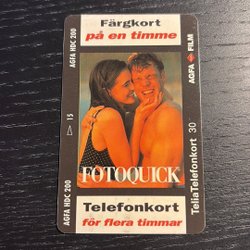 Färgkort
på en timme
AGFA HDC 200
15
AGFA HDC 200
AGFA FILM
TeliaTelefonkort 30
FOTOQUICK
Telefonkort
för flera timmar